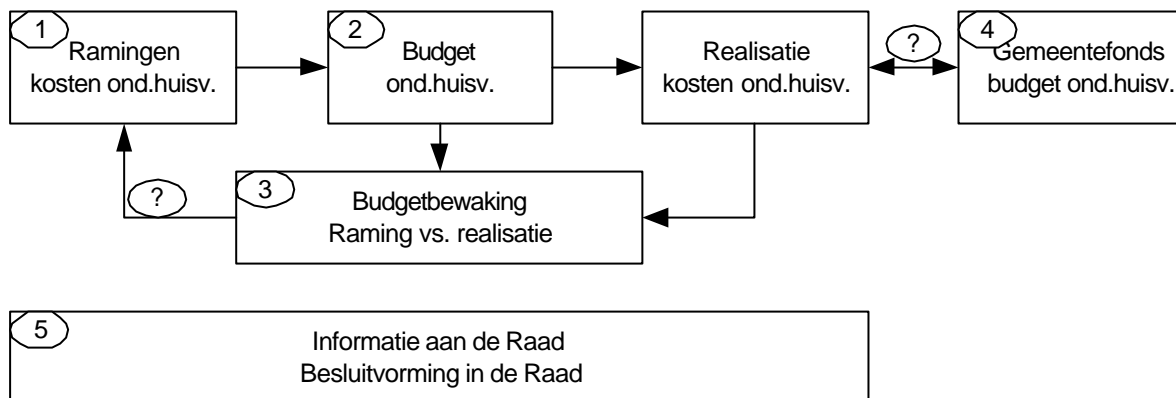 1
Ramingen
kosten ond.huisv.
2
Budget
ond.huisv.
Realisatie
kosten ond.huisv.
?
4
Gemeentefonds
budget ond.huisv.
?
3
Budgetbewaking
Raming vs. realisatie
5
Informatie aan de Raad
Besluitvorming in de Raad